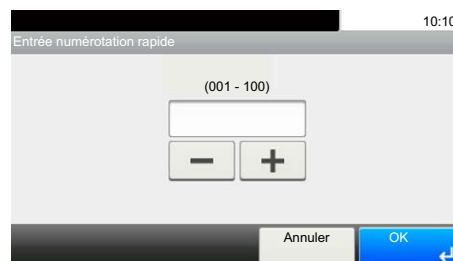 10:10
Entrée numérotation rapide
(001 - 100)
Annuler
OK